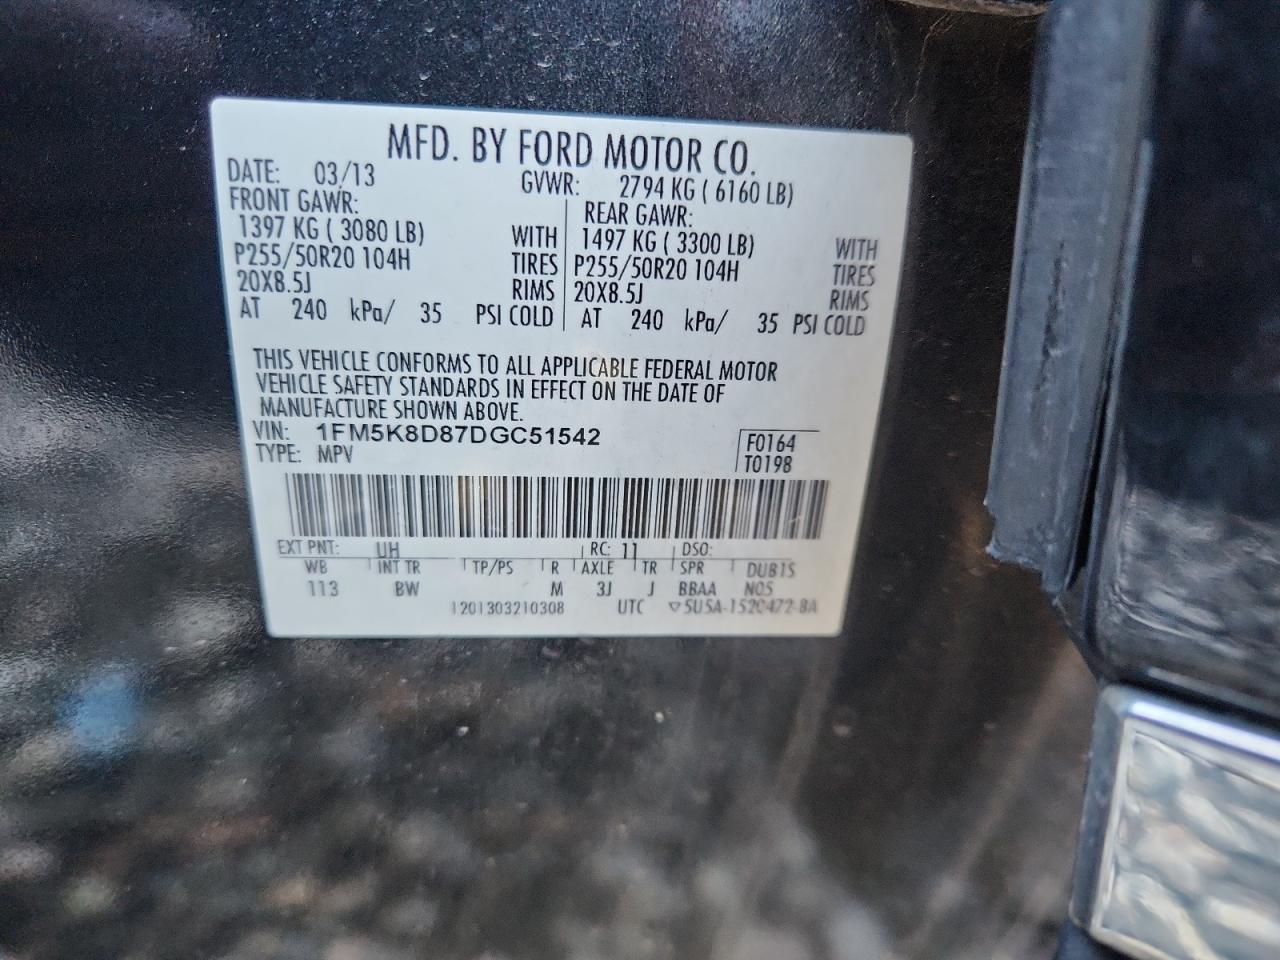 MFD. BY FORD MOTOR CO.
DATE: 03/13 GVWR: 2794 KG ( 6160 LB)
FRONT GAWR: REAR GAWR:
1397 KG ( 3080 LB) WITH 1497 KG ( 3300 LB) WITH
P255/50R20 104H TIRES P255/50R20 104H TIRES
20X8.5J RIMS 20X8.5J RIMS
AT 240 kPa/ 35 PSI COLD AT 240 kPa/ 35 PSI COLD
THIS VEHICLE CONFORMS TO ALL APPLICABLE FEDERAL MOTOR
VEHICLE SAFETY STANDARDS IN EFFECT ON THE DATE OF
MANUFACTURE SHOWN ABOVE.
VIN: 1FM5K8D87DGC51542 F0164
TYPE: MPV T0198
EXT PNT: UH RC: 11 DSO:
WB INT TR TP/PS R AXLE TR SPR DUB1S
113 BW M 3J J BBAA N05
1201303210308 UTC ▽5U5A-1520472-BA